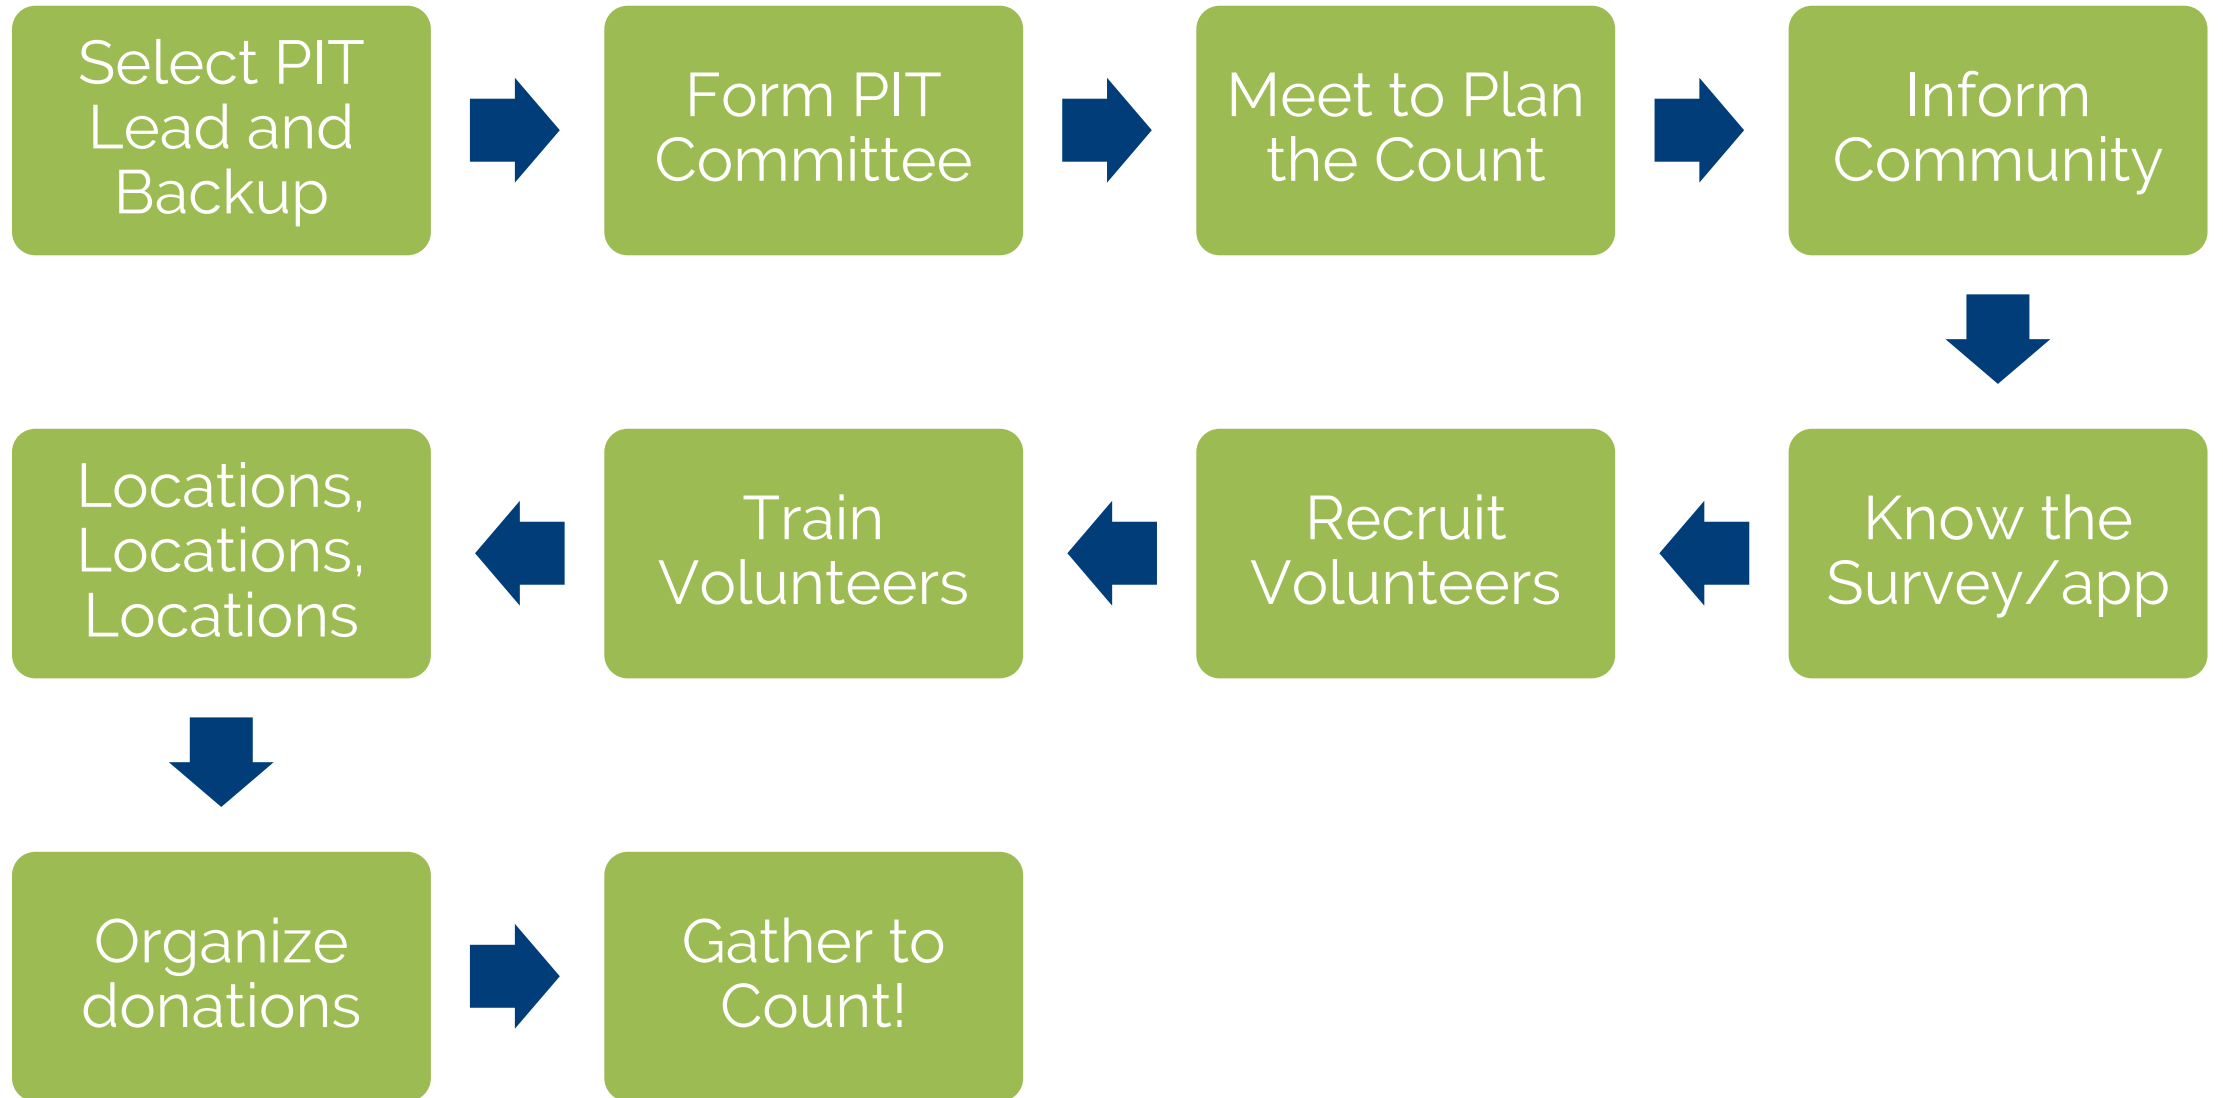 Select PIT
Lead and
Backup
Form PIT
Committee
Meet to Plan
the Count
Inform
Community
Know the
Survey/app
Recruit
Volunteers
Train
Volunteers
Locations,
Locations,
Locations
Organize
donations
Gather to
Count!